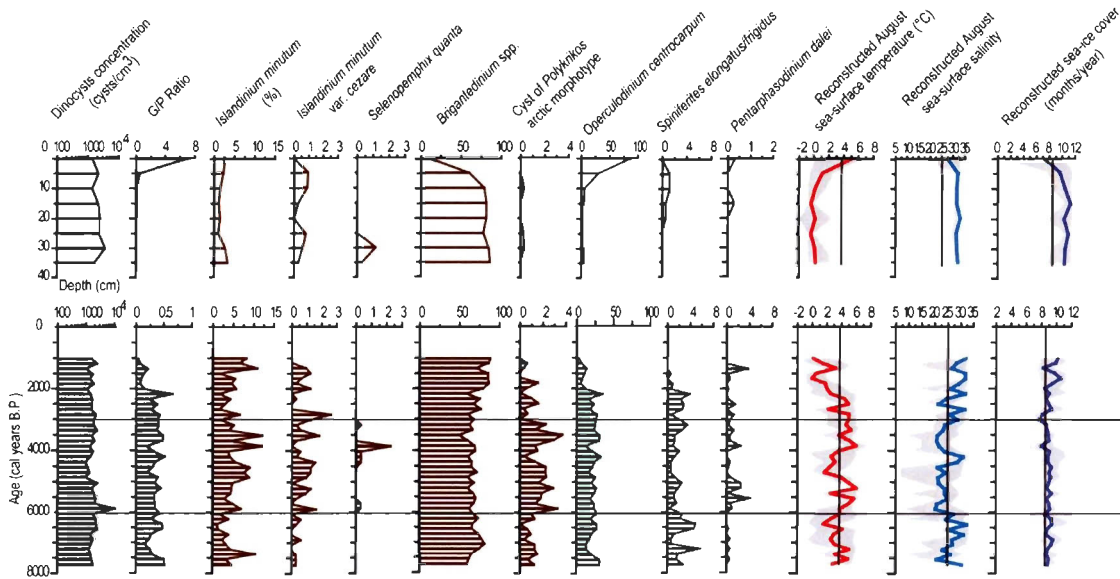 Dinocysts concentration
(cysts/cm³)
G/P Ratio
Islandinium minutum
(%)
Islandinium minutum
var. cezare
Selenopemphix quanta
Brigantedinium spp.
Cyst of Polykrikos
arctic morphotype
Operculodinium centrocarpum
Spiniferites elongatus/frigidus
Pentarphasodinium dalei
Reconstructed August
sea-surface temperature (°C)
Reconstructed August
sea-surface salinity
Reconstructed sea-ice cover
(months/year)
100 1000 10⁴ 0 4 8 0 5 10 15 0 1 2 3 0 1 2 3 0 50 100 0 2 4 0 50 100 0 4 8 0 1 2 -2 0 2 4 6 8 5 10 15 20 25 30 35 0 2 4 6 8 10 12
0
10
20
30
40
Depth (cm)
100 1000 10⁴ 0 0.5 1 0 5 10 15 0 1 2 3 0 1 2 3 0 50 100 0 2 4 0 50 100 0 4 8 0 4 8 -2 0 2 4 6 8 5 10 15 20 25 30 35 2 4 6 8 10 12
0
2000
4000
6000
8000
Age (cal years B.P.)